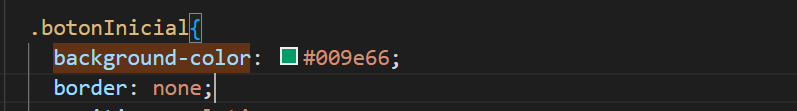 .botonInicial{
background-color: #009e66;
border: none;